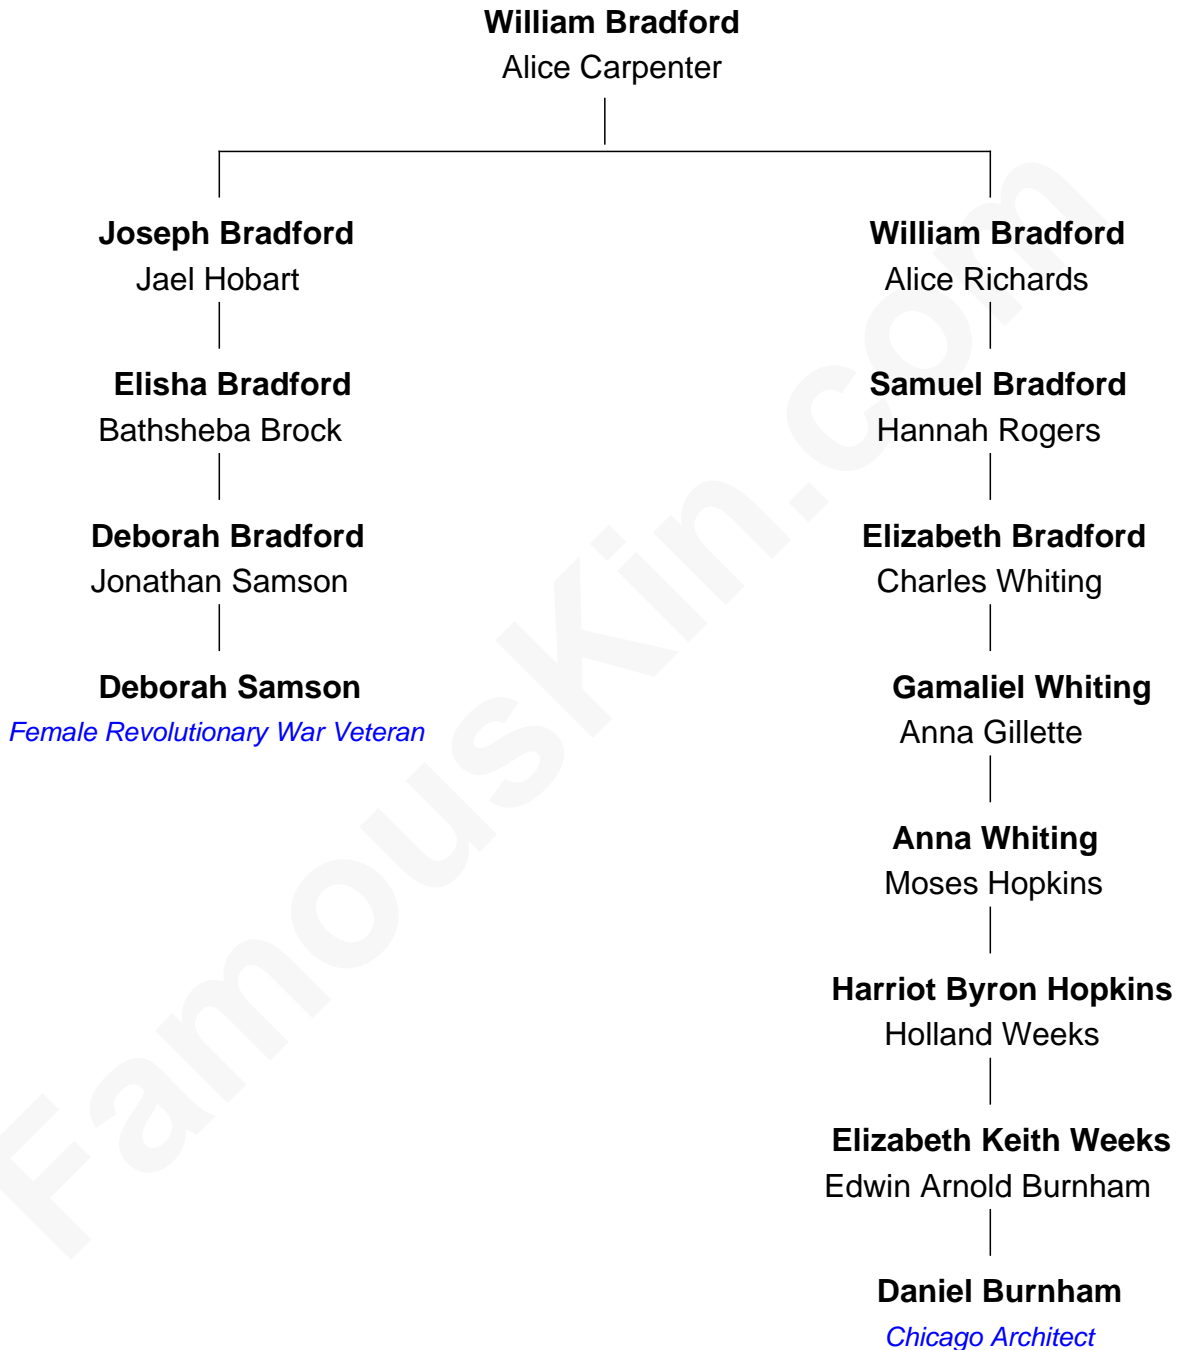 William Bradford
Alice Carpenter
Joseph Bradford
Jael Hobart
William Bradford
Alice Richards
Elisha Bradford
Bathsheba Brock
Samuel Bradford
Hannah Rogers
Deborah Bradford
Jonathan Samson
Elizabeth Bradford
Charles Whiting
Deborah Samson
Female Revolutionary War Veteran
Gamaliel Whiting
Anna Gillette
Anna Whiting
Moses Hopkins
Harriot Byron Hopkins
Holland Weeks
Elizabeth Keith Weeks
Edwin Arnold Burnham
Daniel Burnham
Chicago Architect
FamousKin.com